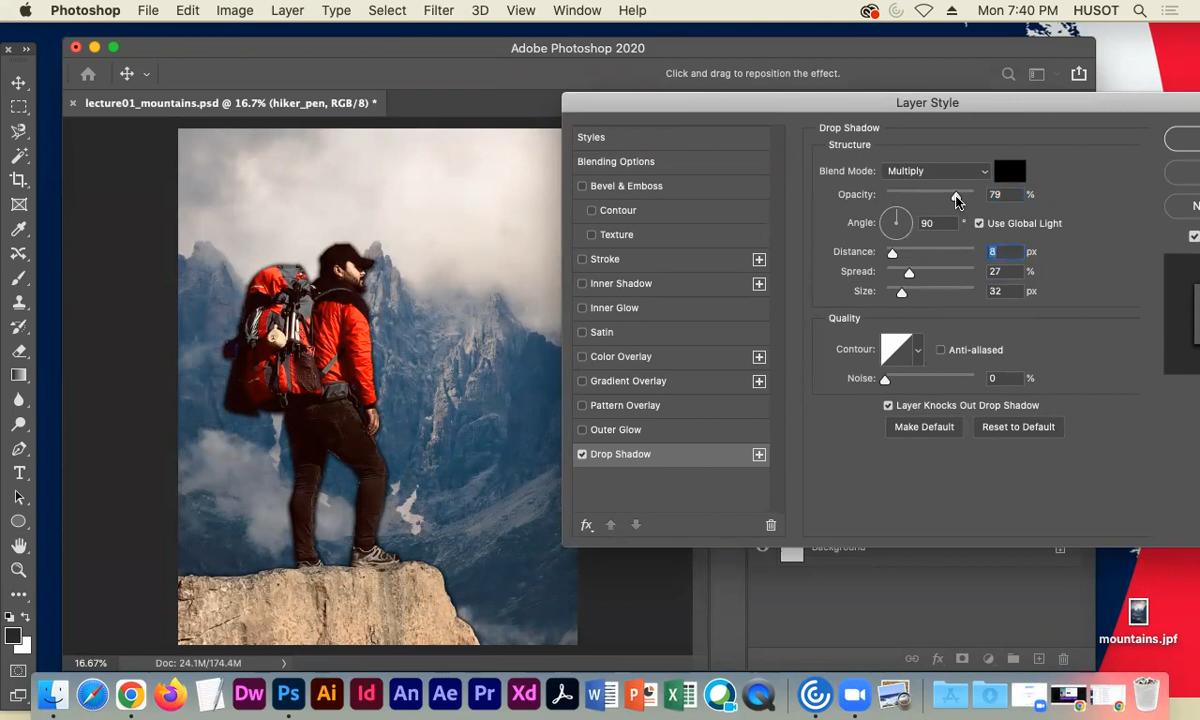 Photoshop File Edit Image Layer Type Select Filter 3D View Window Help Mon 7:40 PM HUSOT
Adobe Photoshop 2020
Click and drag to reposition the effect.
lecture01_mountains.psd @ 16.7% (hiker_pen, RGB/8) *
Layer Style
Styles
Blending Options
Bevel & Emboss
Contour
Texture
Stroke
Inner Shadow
Inner Glow
Satin
Color Overlay
Gradient Overlay
Pattern Overlay
Outer Glow
Drop Shadow
fx
Drop Shadow
Structure
Blend Mode: Multiply
Opacity: 79 %
Angle: 90 ° Use Global Light
Distance: 8 px
Spread: 27 %
Size: 32 px
Quality
Contour: Anti-aliased
Noise: 0 %
Layer Knocks Out Drop Shadow
Make Default Reset to Default
N
Background
mountains.jpf
fx
16.67% Doc: 24.1M/174.4M
Dw Ps Ai Id An Ae Pr Xd W P X